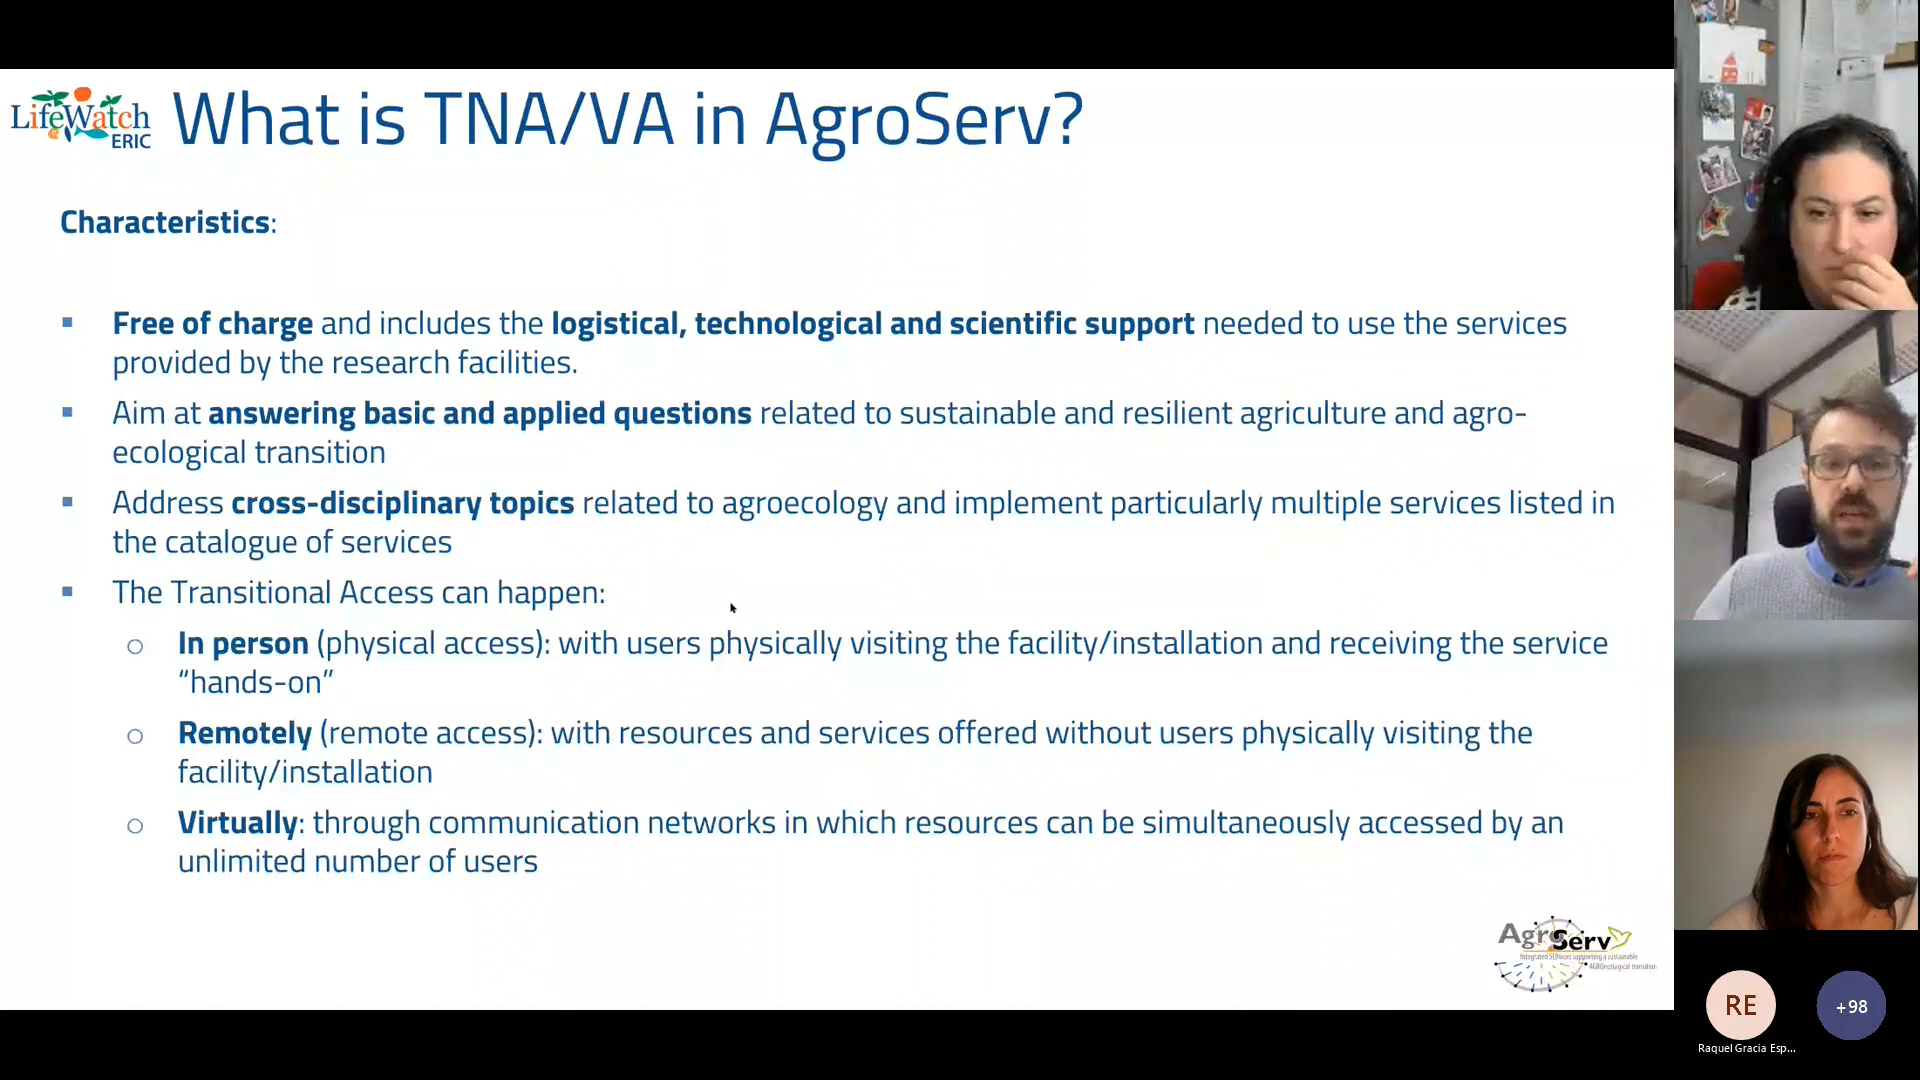 LifeWatch
ERIC
What is TNA/VA in AgroServ?
Characteristics:
▪ Free of charge and includes the logistical, technological and scientific support needed to use the services
provided by the research facilities.
▪ Aim at answering basic and applied questions related to sustainable and resilient agriculture and agro-
ecological transition
▪ Address cross-disciplinary topics related to agroecology and implement particularly multiple services listed in
the catalogue of services
▪ The Transitional Access can happen:
o In person (physical access): with users physically visiting the facility/installation and receiving the service
“hands-on”
o Remotely (remote access): with resources and services offered without users physically visiting the
facility/installation
o Virtually: through communication networks in which resources can be simultaneously accessed by an
unlimited number of users
AgroServ
Integrated SERvices supporting a sustainable
AGROecological transition
RE
+98
Raquel Gracia Esp...